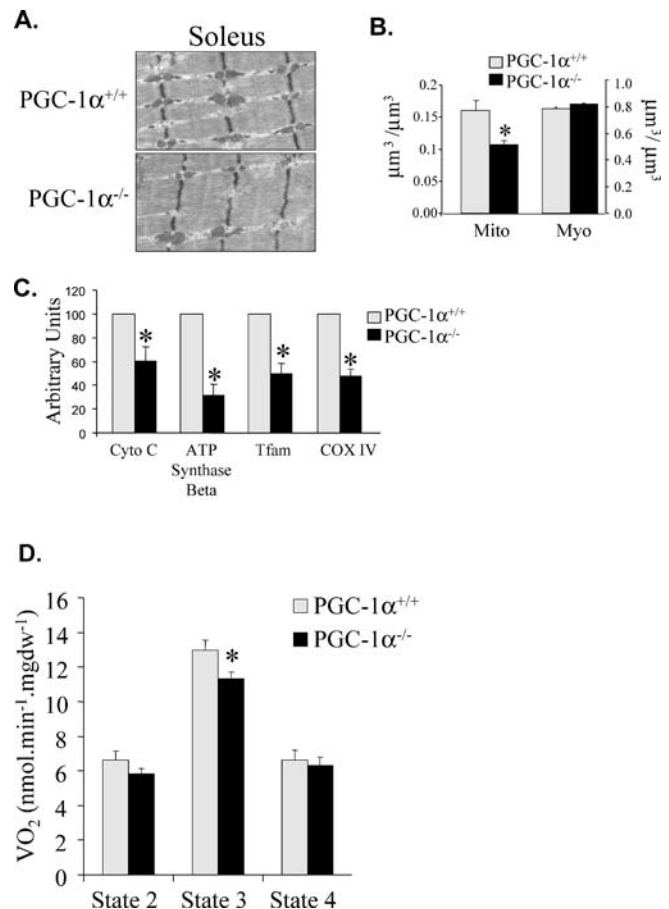 A.
Soleus
PGC-1α+/+
PGC-1α-/-
B.
PGC-1α+/+
PGC-1α-/-
µm³/µm³
0.2
0.15
0.1
0.05
0.00
*
µm³/µm³
1.0
0.8
0.6
0.4
0.2
0.0
Mito Myo
C.
Arbitrary Units
120
100
80
60
40
20
0
* * * *
PGC-1α+/+
PGC-1α-/-
Cyto C ATP Synthase Beta Tfam COX IV
D.
VO₂ (nmol.min⁻¹.mgdw⁻¹)
16
14
12
10
8
6
4
2
0
*
PGC-1α+/+
PGC-1α-/-
State 2 State 3 State 4